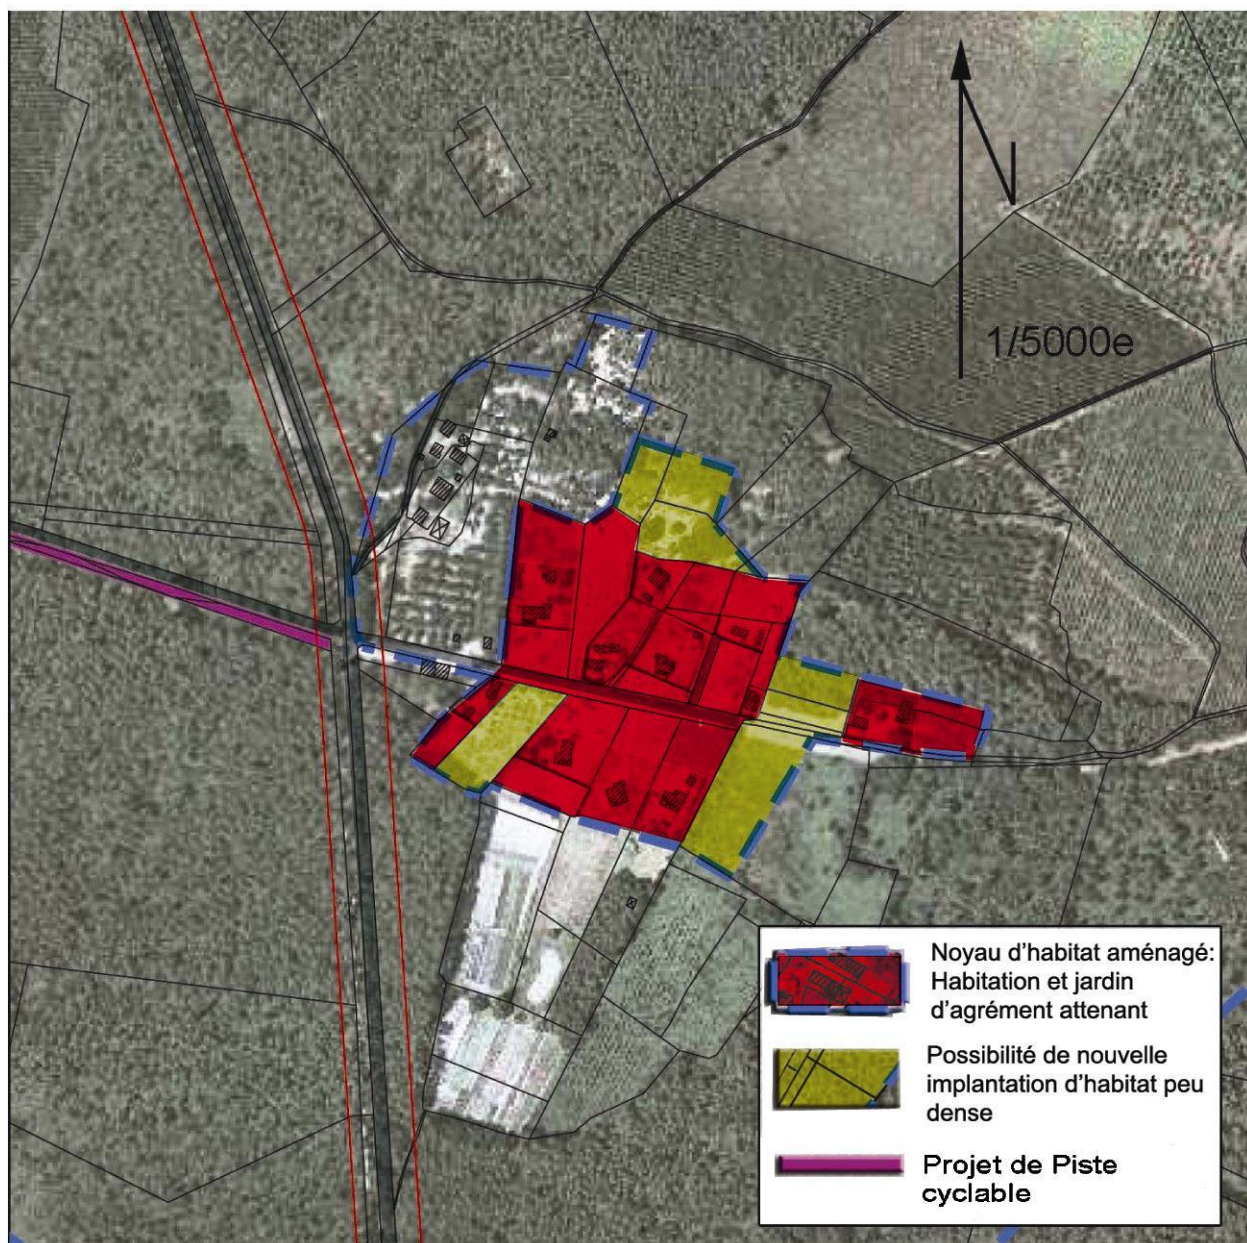 1/5000e
Noyau d'habitat aménagé:
Habitation et jardin
d'agrément attenant
Possibilité de nouvelle
implantation d'habitat peu
dense
Projet de Piste
cyclable